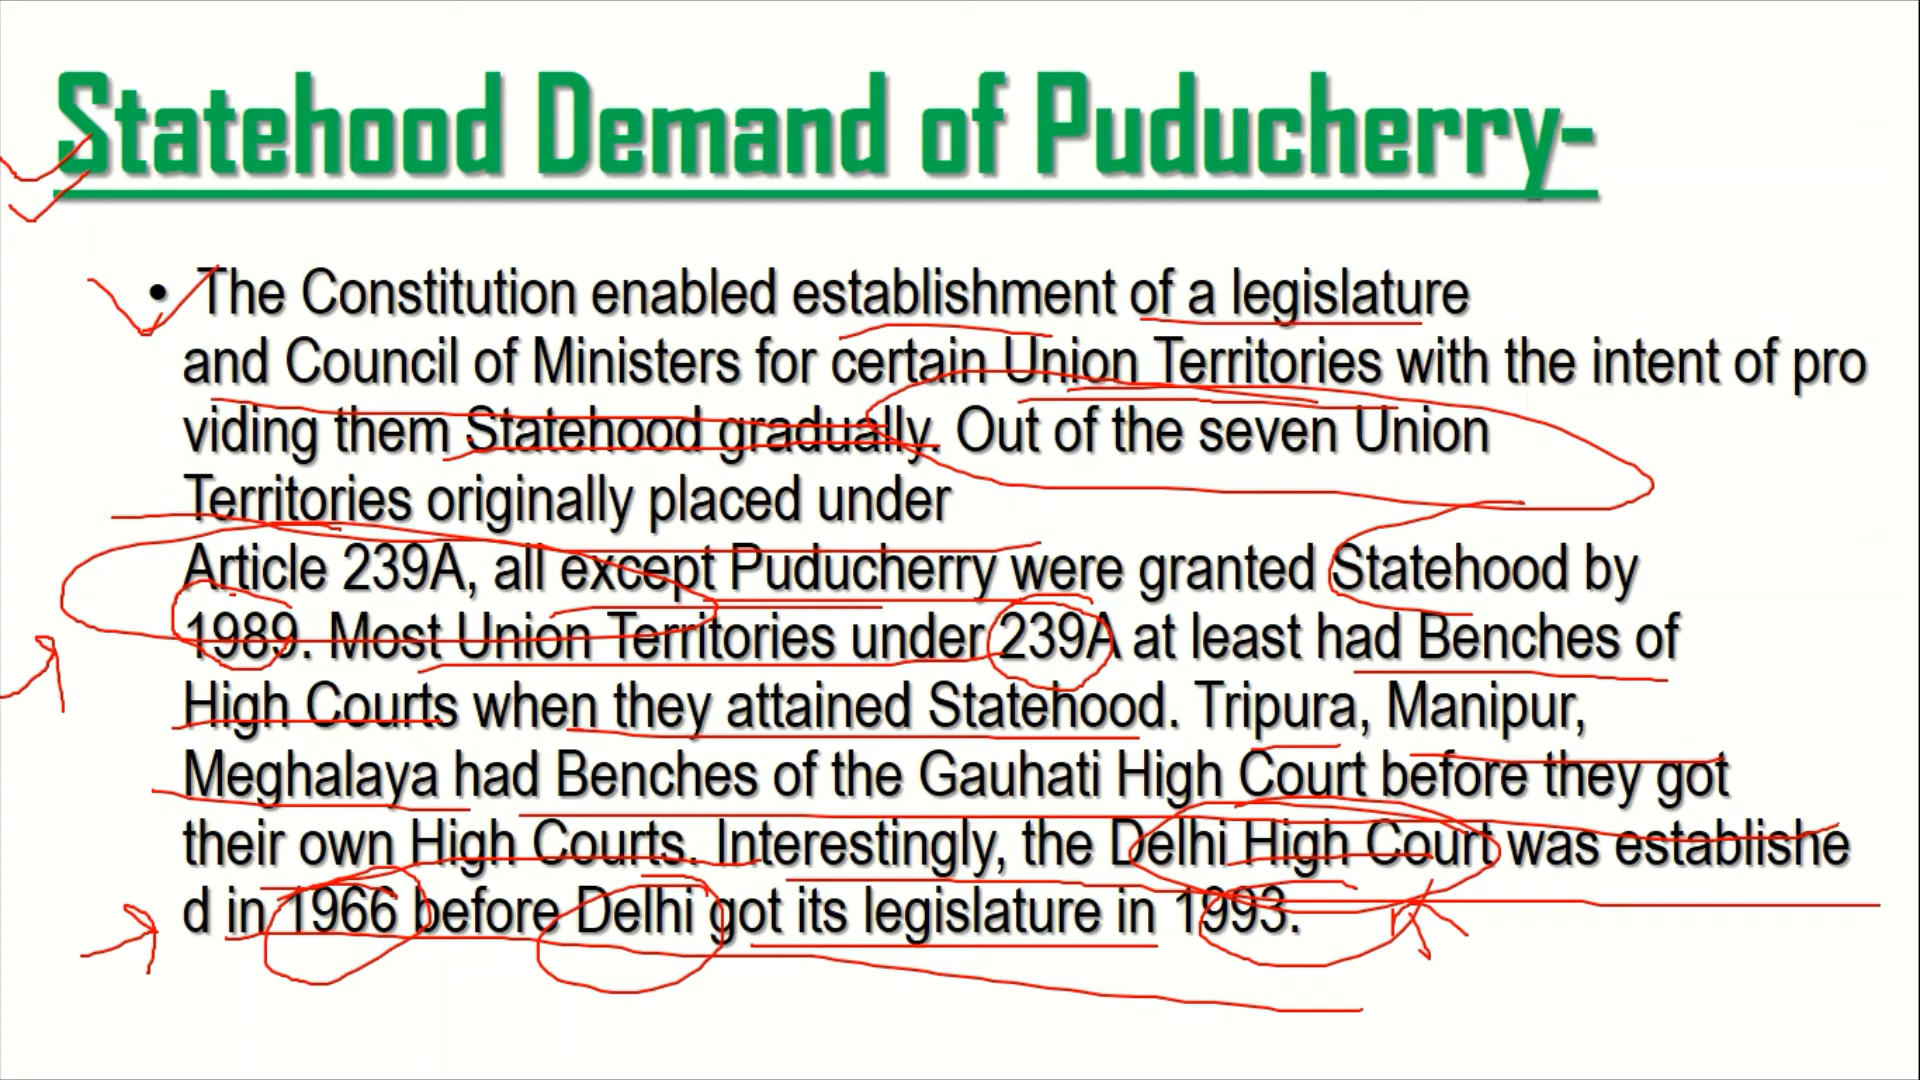 Statehood Demand of Puducherry-
• The Constitution enabled establishment of a legislature
and Council of Ministers for certain Union Territories with the intent of pro
viding them Statehood gradually. Out of the seven Union
Territories originally placed under
Article 239A, all except Puducherry were granted Statehood by
1989. Most Union Territories under 239A at least had Benches of
High Courts when they attained Statehood. Tripura, Manipur,
Meghalaya had Benches of the Gauhati High Court before they got
their own High Courts. Interestingly, the Delhi High Court was establishe
d in 1966 before Delhi got its legislature in 1993.